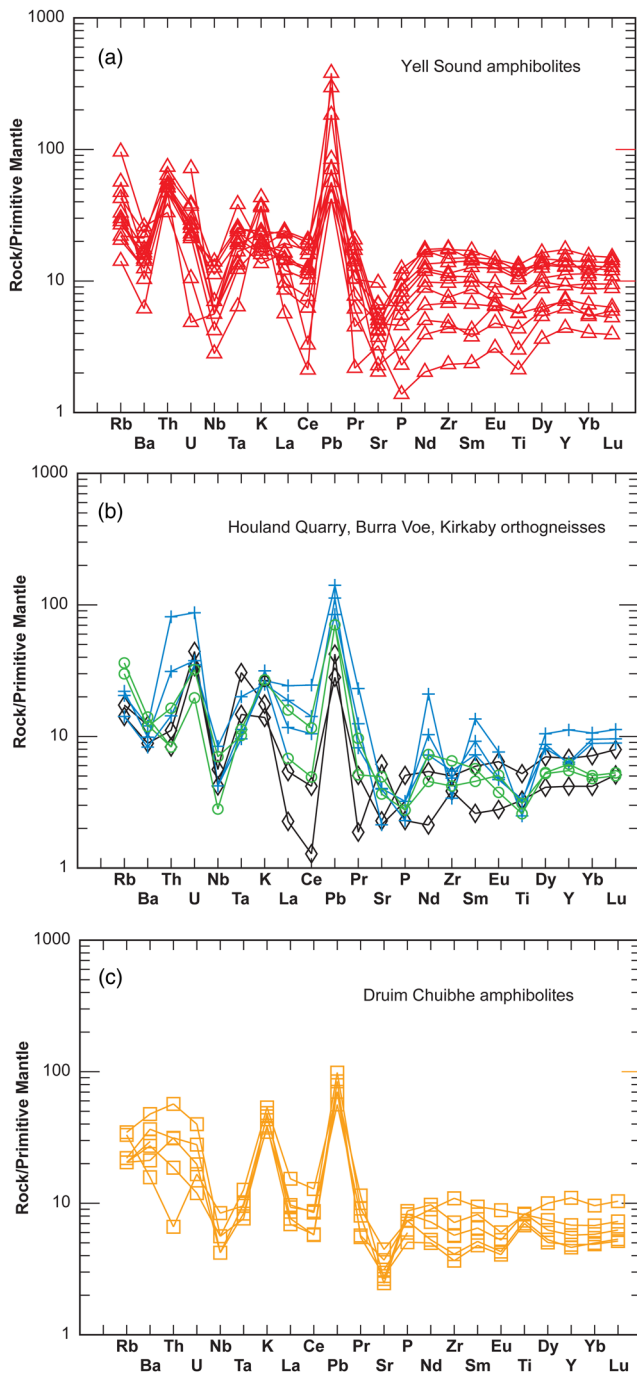 1000
(a)
Yell Sound amphibolites
100
Rock/Primitive Mantle
10
1
Rb Th Nb K Ce Pr P Zr Eu Dy Yb
Ba U Ta La Pb Sr Nd Sm Ti Y Lu
1000
(b)
Houland Quarry, Burra Voe, Kirkaby orthogneisses
100
Rock/Primitive Mantle
10
1
Rb Th Nb K Ce Pr P Zr Eu Dy Yb
Ba U Ta La Pb Sr Nd Sm Ti Y Lu
1000
(c)
Druim Chuibhe amphibolites
100
Rock/Primitive Mantle
10
1
Rb Th Nb K Ce Pr P Zr Eu Dy Yb
Ba U Ta La Pb Sr Nd Sm Ti Y Lu